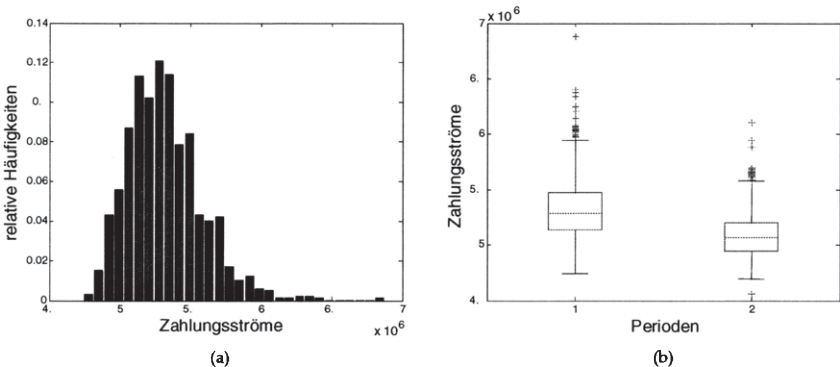 0.14
0.12
0.
0.08
0.06
0.04
0.02
0
relative Häufigkeiten
4. 5 5. 6 6. 7
Zahlungsströme
x 10^6
(a)
7 x 10^6
6.
6
5.
5
4.
Zahlungsströme
1 2
Perioden
(b)